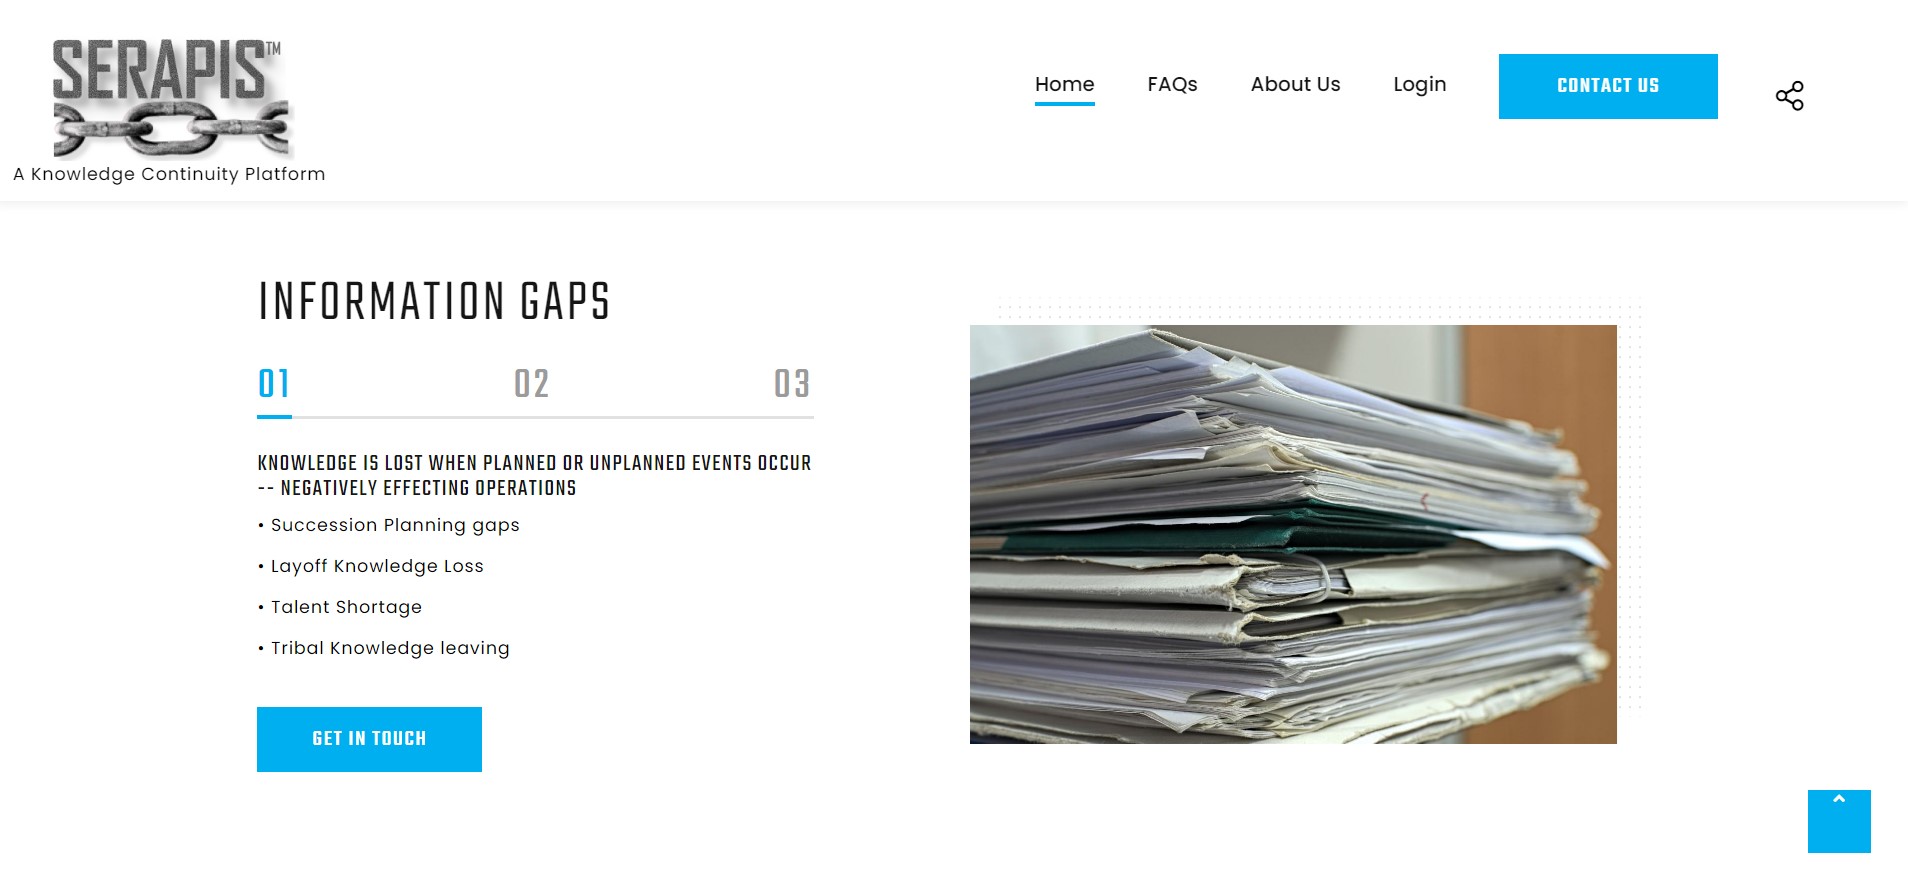 SERAPIS™
A Knowledge Continuity Platform
Home
FAQs
About Us
Login
CONTACT US
INFORMATION GAPS
01
02
03
KNOWLEDGE IS LOST WHEN PLANNED OR UNPLANNED EVENTS OCCUR
-- NEGATIVELY EFFECTING OPERATIONS
• Succession Planning gaps
• Layoff Knowledge Loss
• Talent Shortage
• Tribal Knowledge leaving
GET IN TOUCH